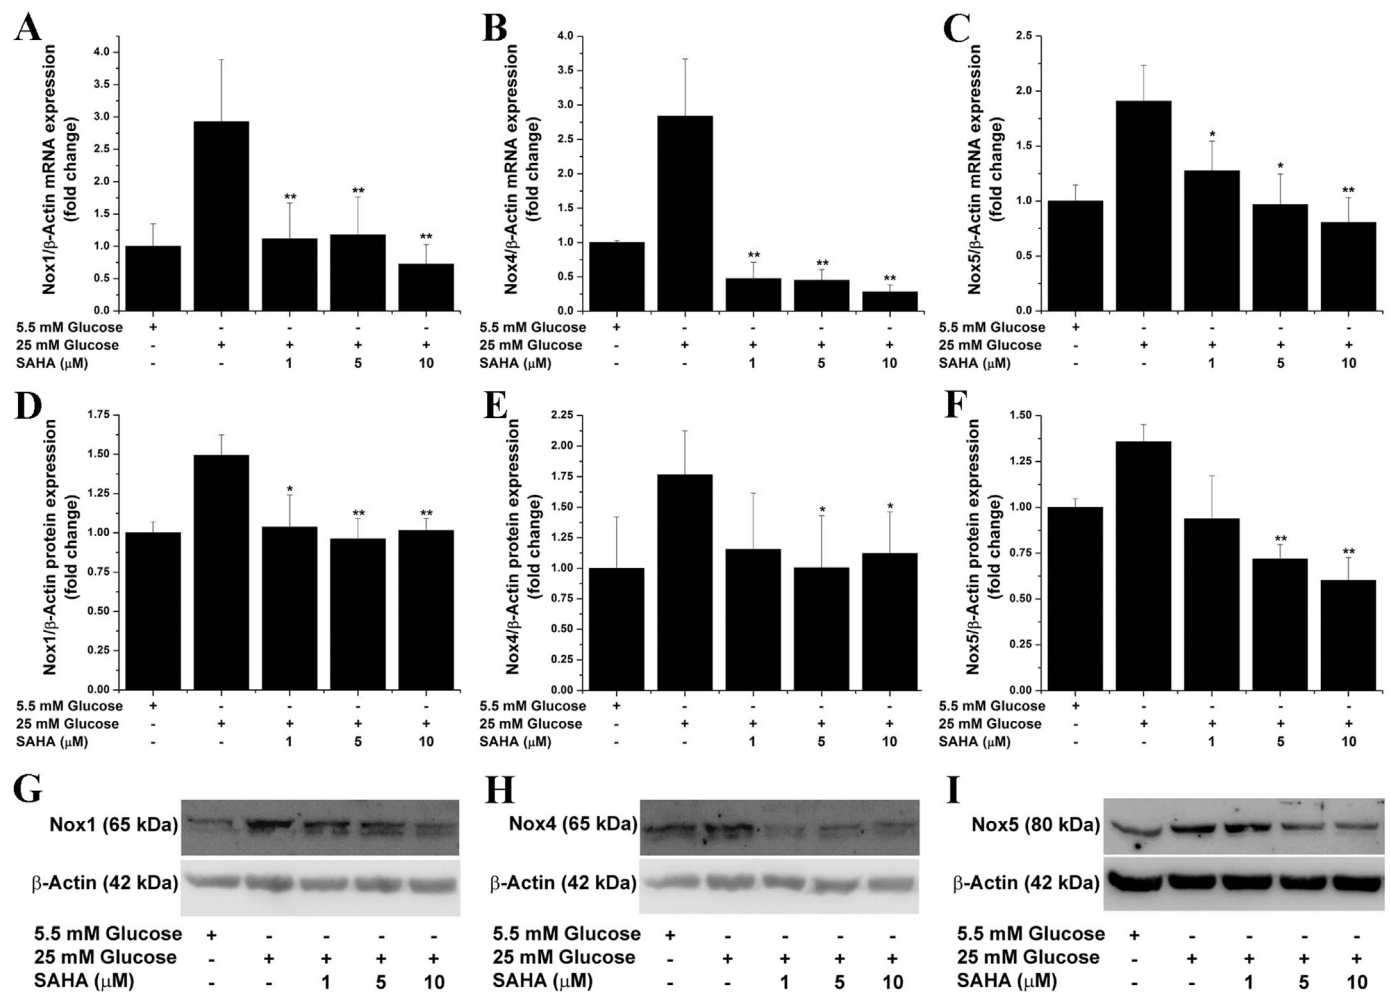 A
Nox1/β-Actin mRNA expression
(fold change)
4.0
3.5
3.0
2.5
2.0
1.5
1.0
0.5
0.0
** ** **
5.5 mM Glucose + - - - -
25 mM Glucose - + + + +
SAHA (μM) - - 1 5 10
B
Nox4/β-Actin mRNA expression
(fold change)
4.0
3.5
3.0
2.5
2.0
1.5
1.0
0.5
0.0
** ** **
5.5 mM Glucose + - - - -
25 mM Glucose - + + + +
SAHA (μM) - - 1 5 10
C
Nox5/β-Actin mRNA expression
(fold change)
2.5
2.0
1.5
1.0
0.5
0.0
* * **
5.5 mM Glucose + - - - -
25 mM Glucose - + + + +
SAHA (μM) - - 1 5 10
D
Nox1/β-Actin protein expression
(fold change)
1.75
1.50
1.25
1.00
0.75
0.50
0.25
0.00
* ** **
5.5 mM Glucose + - - - -
25 mM Glucose - + + + +
SAHA (μM) - - 1 5 10
E
Nox4/β-Actin protein expression
(fold change)
2.25
2.00
1.75
1.50
1.25
1.00
0.75
0.50
0.25
0.00
* *
5.5 mM Glucose + - - - -
25 mM Glucose - + + + +
SAHA (μM) - - 1 5 10
F
Nox5/β-Actin protein expression
(fold change)
1.50
1.25
1.00
0.75
0.50
0.25
0.00
** **
5.5 mM Glucose + - - - -
25 mM Glucose - + + + +
SAHA (μM) - - 1 5 10
G
Nox1 (65 kDa)
β-Actin (42 kDa)
5.5 mM Glucose + - - - -
25 mM Glucose - + + + +
SAHA (μM) - - 1 5 10
H
Nox4 (65 kDa)
β-Actin (42 kDa)
5.5 mM Glucose + - - - -
25 mM Glucose - + + + +
SAHA (μM) - - 1 5 10
I
Nox5 (80 kDa)
β-Actin (42 kDa)
5.5 mM Glucose + - - - -
25 mM Glucose - + + + +
SAHA (μM) - - 1 5 10